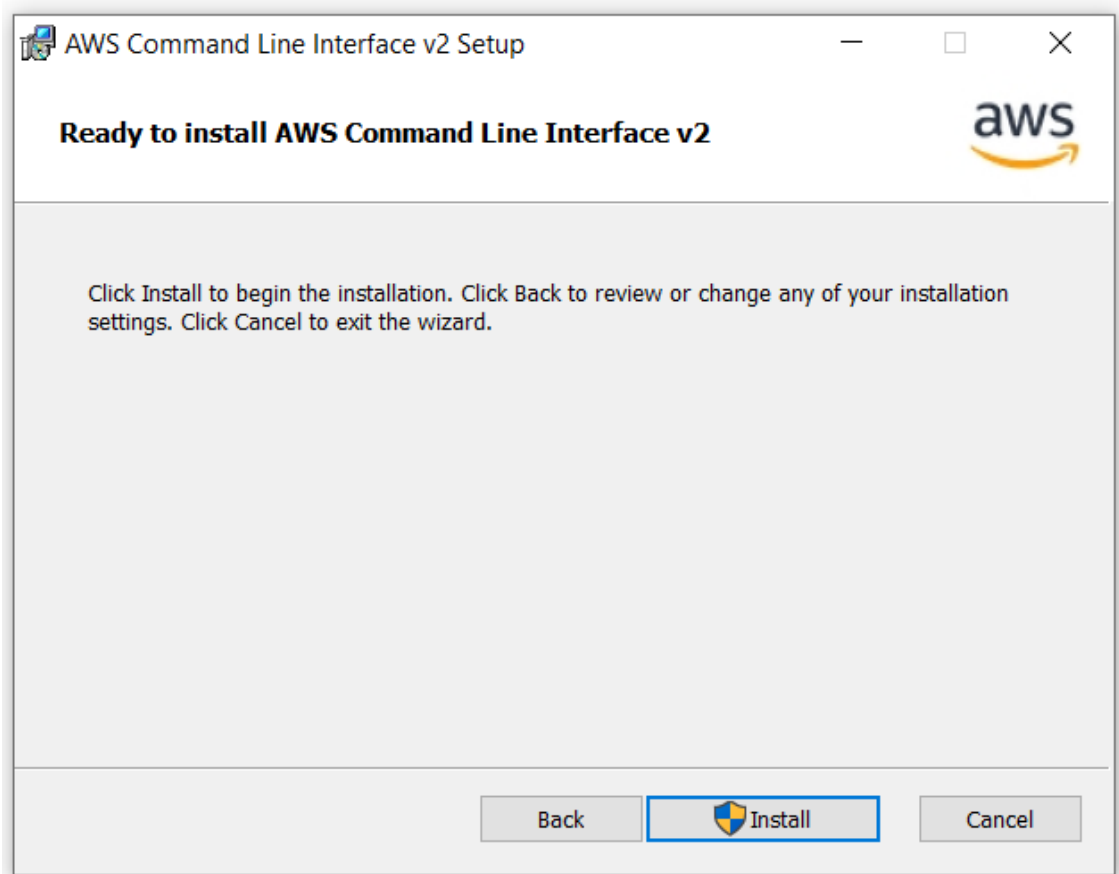 AWS Command Line Interface v2 Setup
Ready to install AWS Command Line Interface v2
aws
Click Install to begin the installation. Click Back to review or change any of your installation
settings. Click Cancel to exit the wizard.
Back
Install
Cancel